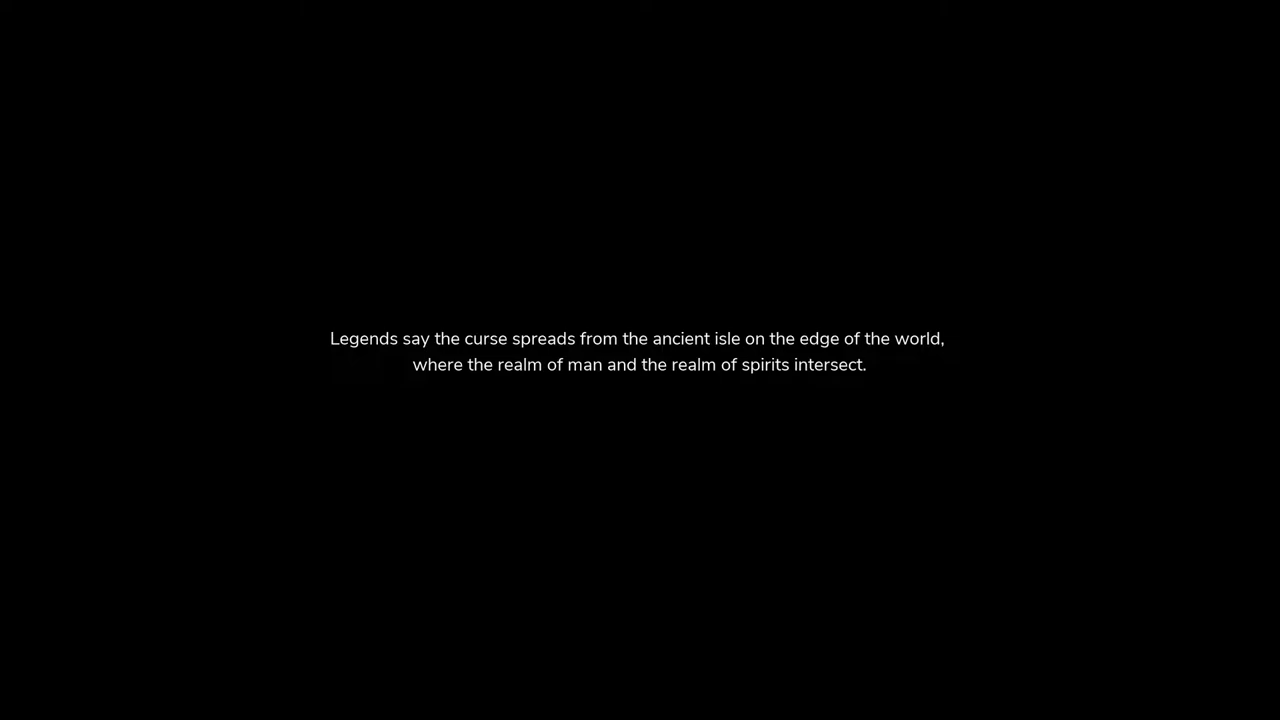 Legends say the curse spreads from the ancient isle on the edge of the world,
where the realm of man and the realm of spirits intersect.